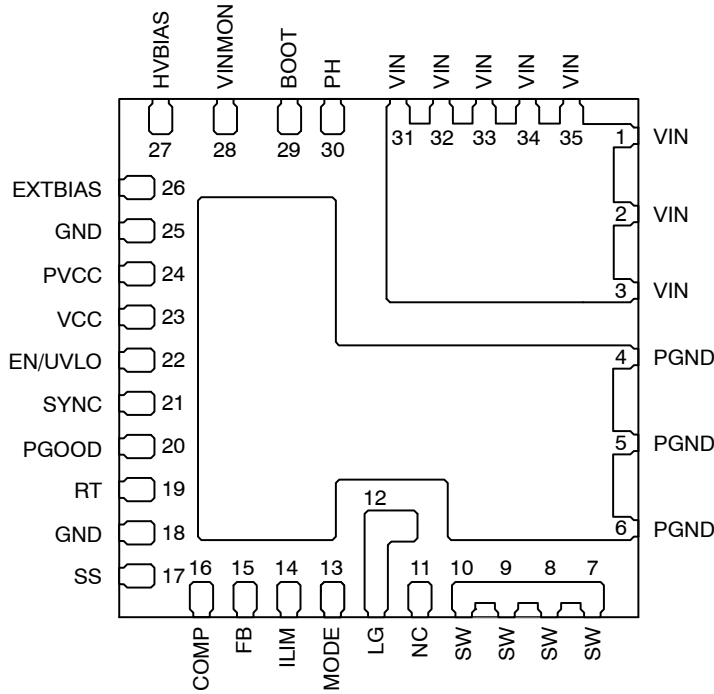 HVBIAS VINMON BOOT PH VIN VIN VIN VIN VIN
27 28 29 30 31 32 33 34 35 1 VIN
EXTBIAS 26
2 VIN
GND 25
PVCC 24
3 VIN
VCC 23
EN/UVLO 22
4 PGND
SYNC 21
PGOOD 20
5 PGND
RT 19
12
GND 18
6 PGND
SS 17 16 15 14 13 11 10 9 8 7
COMP FB ILIM MODE LG NC SW SW SW SW